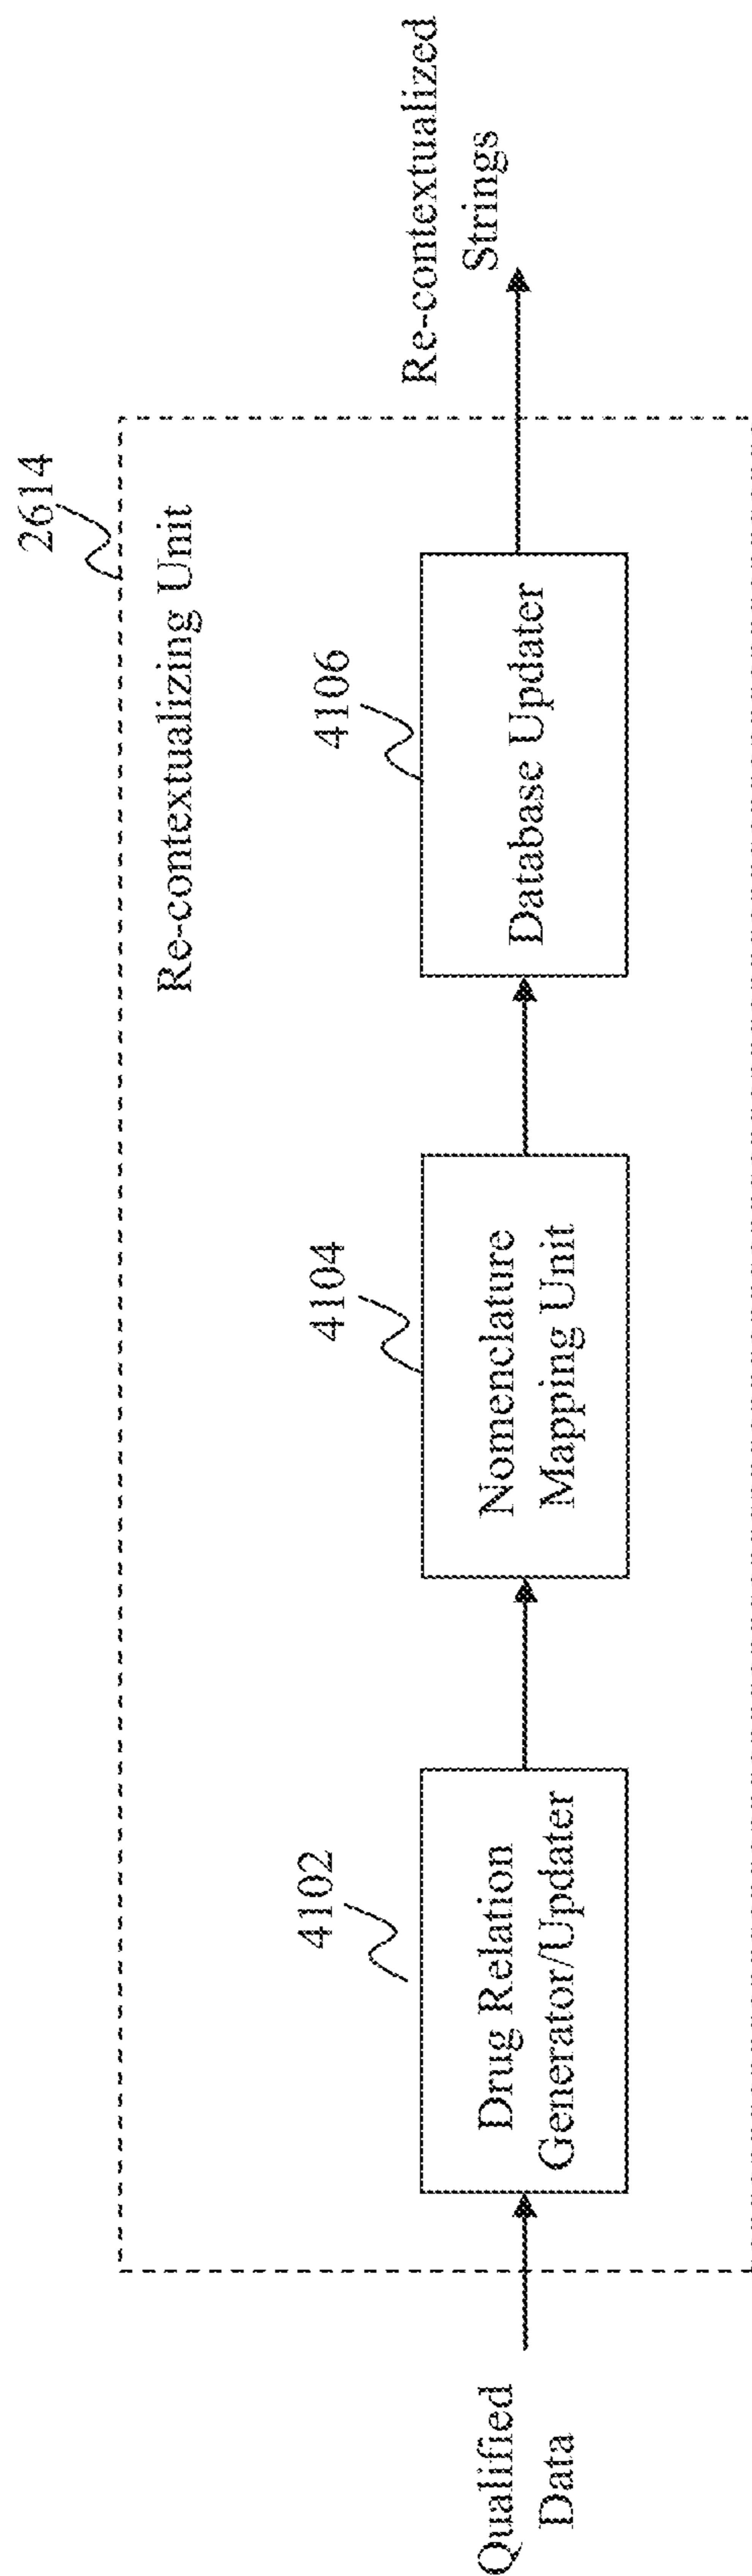 2614
Re-contextualizing Unit
Qualified
Data
4102
Drug Relation
Generator/Updater
4104
Nomenclature
Mapping Unit
4106
Database Updater
Re-contextualized
Strings